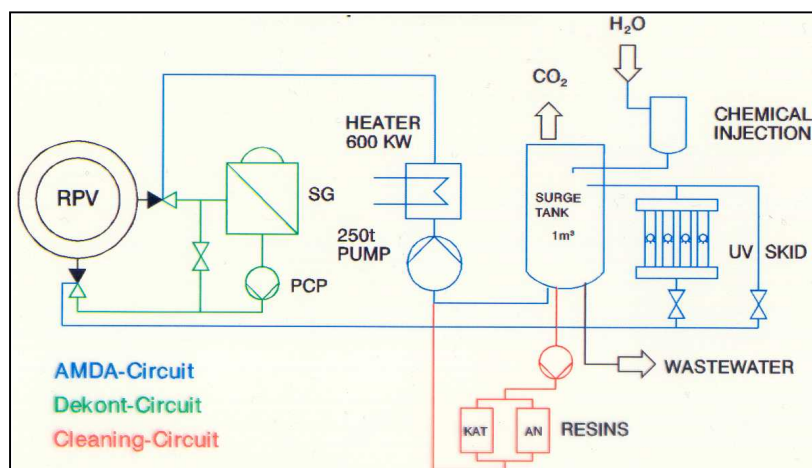 H₂O
CO₂
CHEMICAL
INJECTION
HEATER
600 KW
RPV
SG
SURGE
TANK
1m³
250t
PUMP
UV SKID
PCP
WASTEWATER
AMDA-Circuit
Dekont-Circuit
Cleaning-Circuit
KAT
AN
RESINS